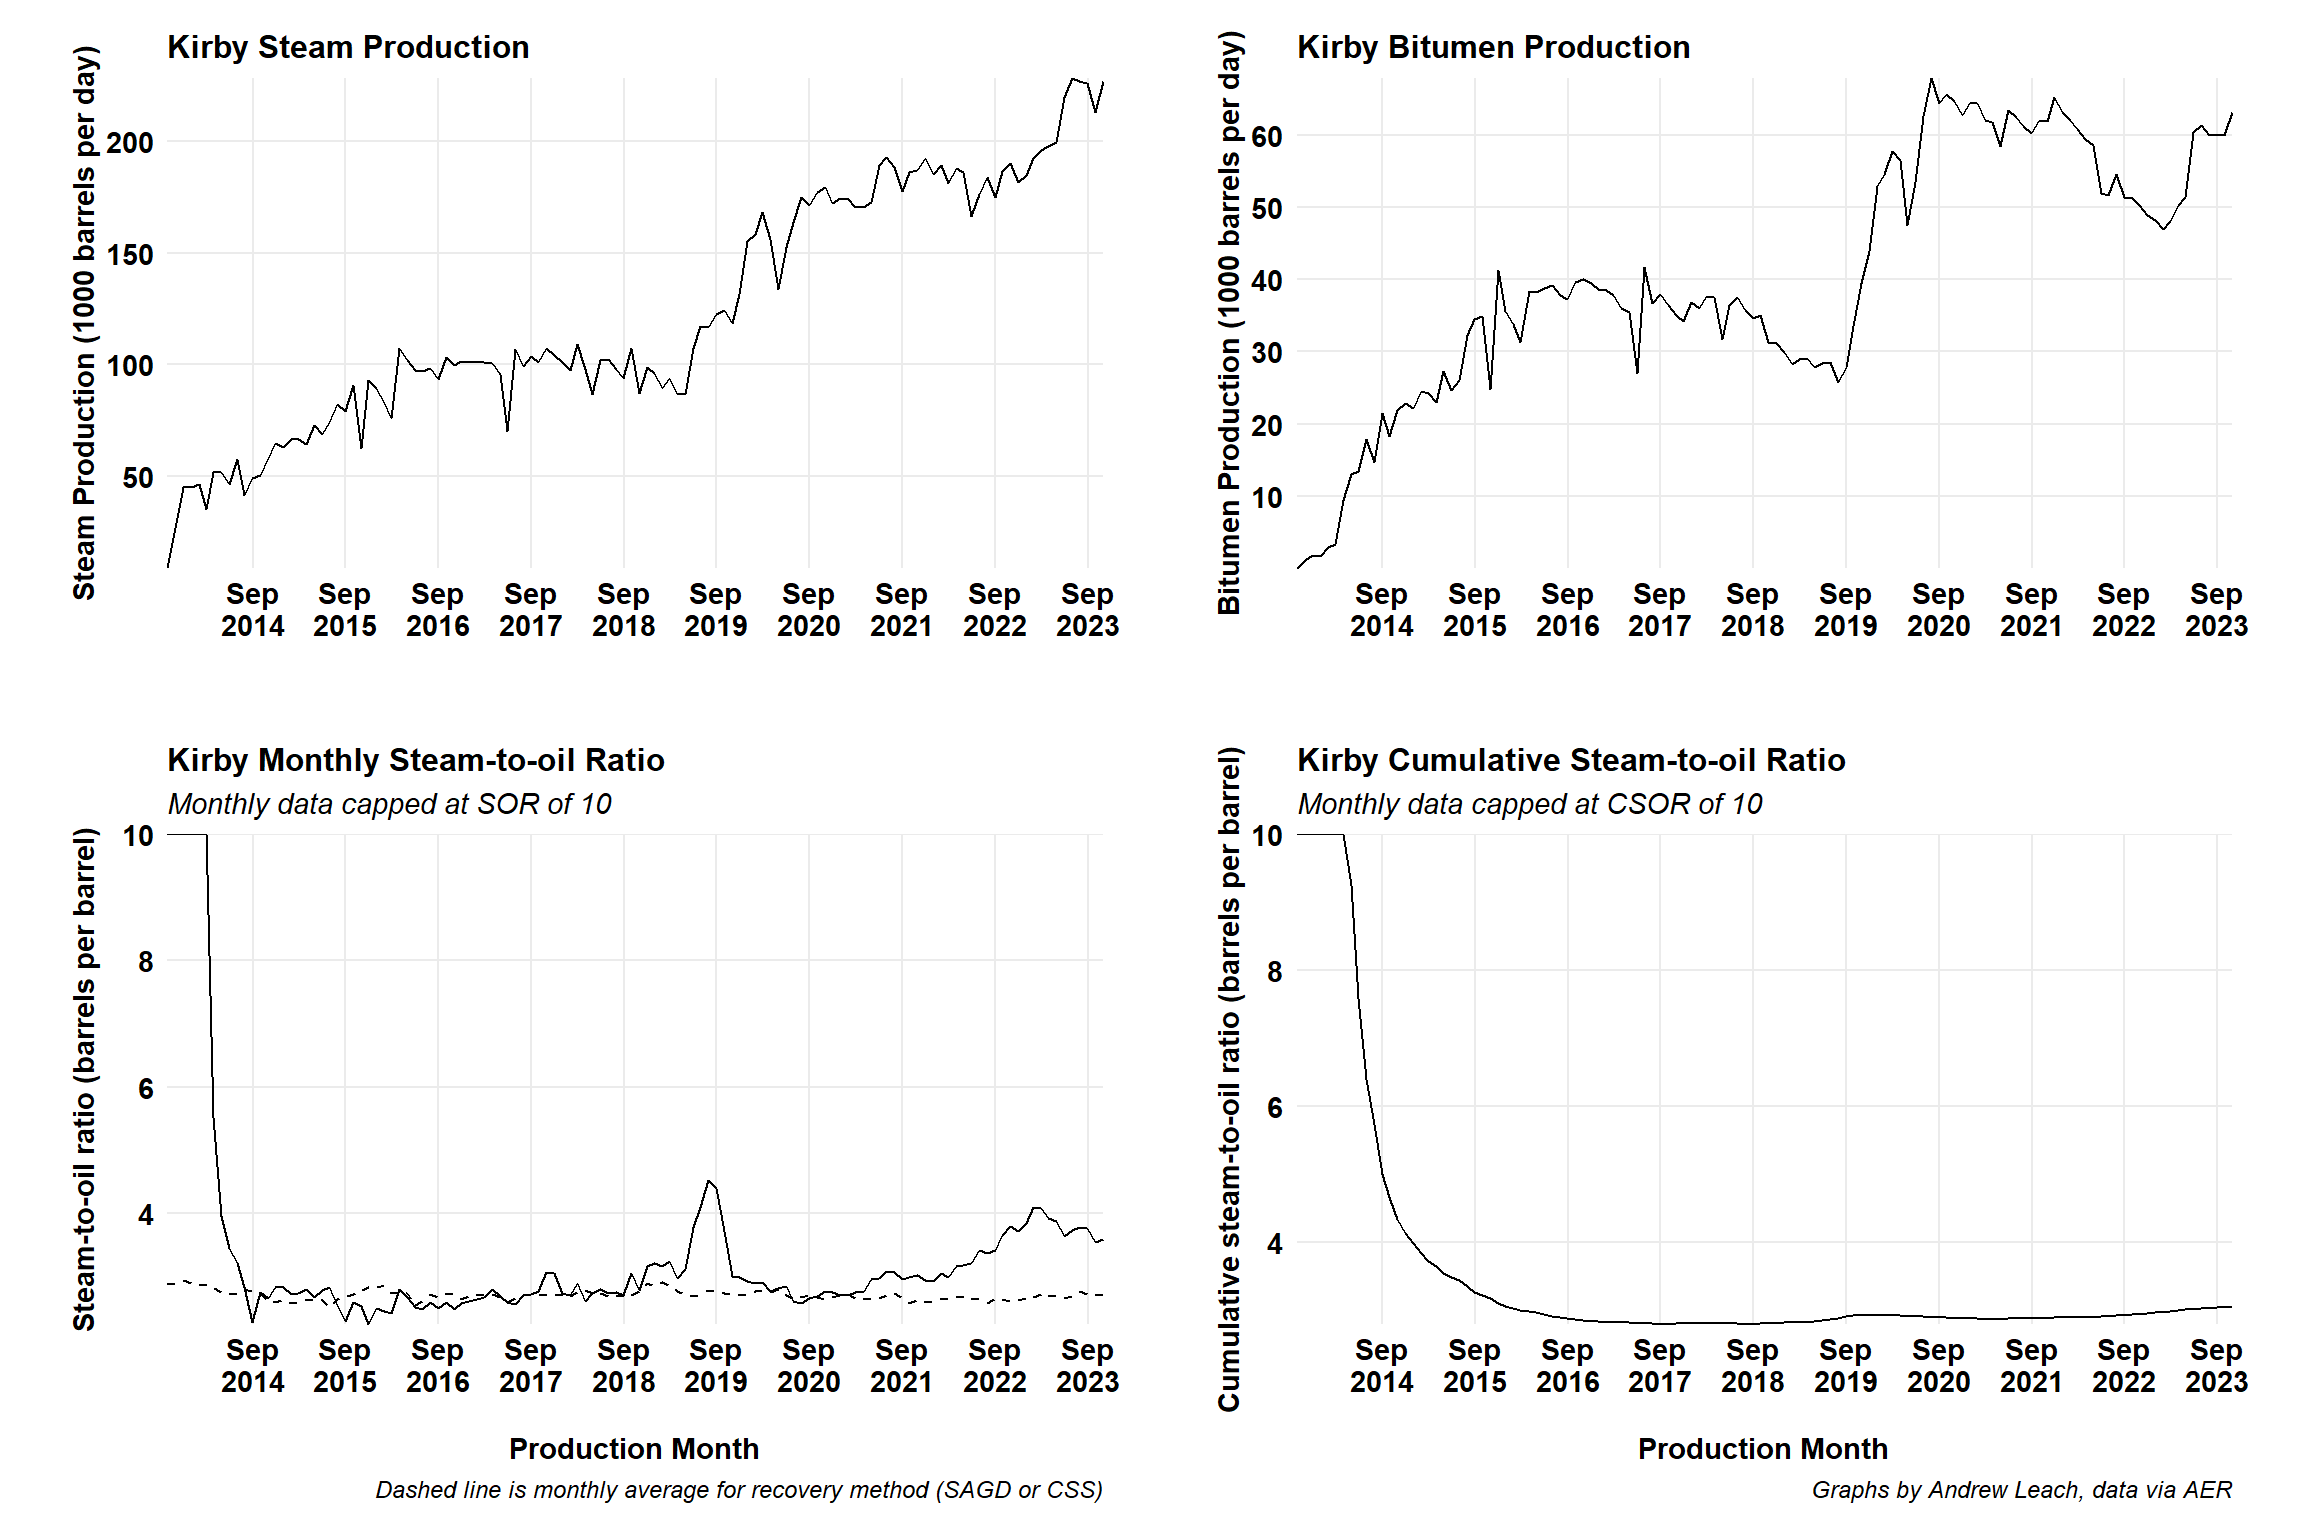 Kirby Steam Production
Steam Production (1000 barrels per day)
200
150
100
50
Sep Sep Sep Sep Sep Sep Sep Sep Sep Sep
2014 2015 2016 2017 2018 2019 2020 2021 2022 2023
Kirby Bitumen Production
Bitumen Production (1000 barrels per day)
60
50
40
30
20
10
Sep Sep Sep Sep Sep Sep Sep Sep Sep Sep
2014 2015 2016 2017 2018 2019 2020 2021 2022 2023
Kirby Monthly Steam-to-oil Ratio
Monthly data capped at SOR of 10
Steam-to-oil ratio (barrels per barrel)
10
8
6
4
Sep Sep Sep Sep Sep Sep Sep Sep Sep Sep
2014 2015 2016 2017 2018 2019 2020 2021 2022 2023
Production Month
Dashed line is monthly average for recovery method (SAGD or CSS)
Kirby Cumulative Steam-to-oil Ratio
Monthly data capped at CSOR of 10
Cumulative steam-to-oil ratio (barrels per barrel)
10
8
6
4
Sep Sep Sep Sep Sep Sep Sep Sep Sep Sep
2014 2015 2016 2017 2018 2019 2020 2021 2022 2023
Production Month
Graphs by Andrew Leach, data via AER